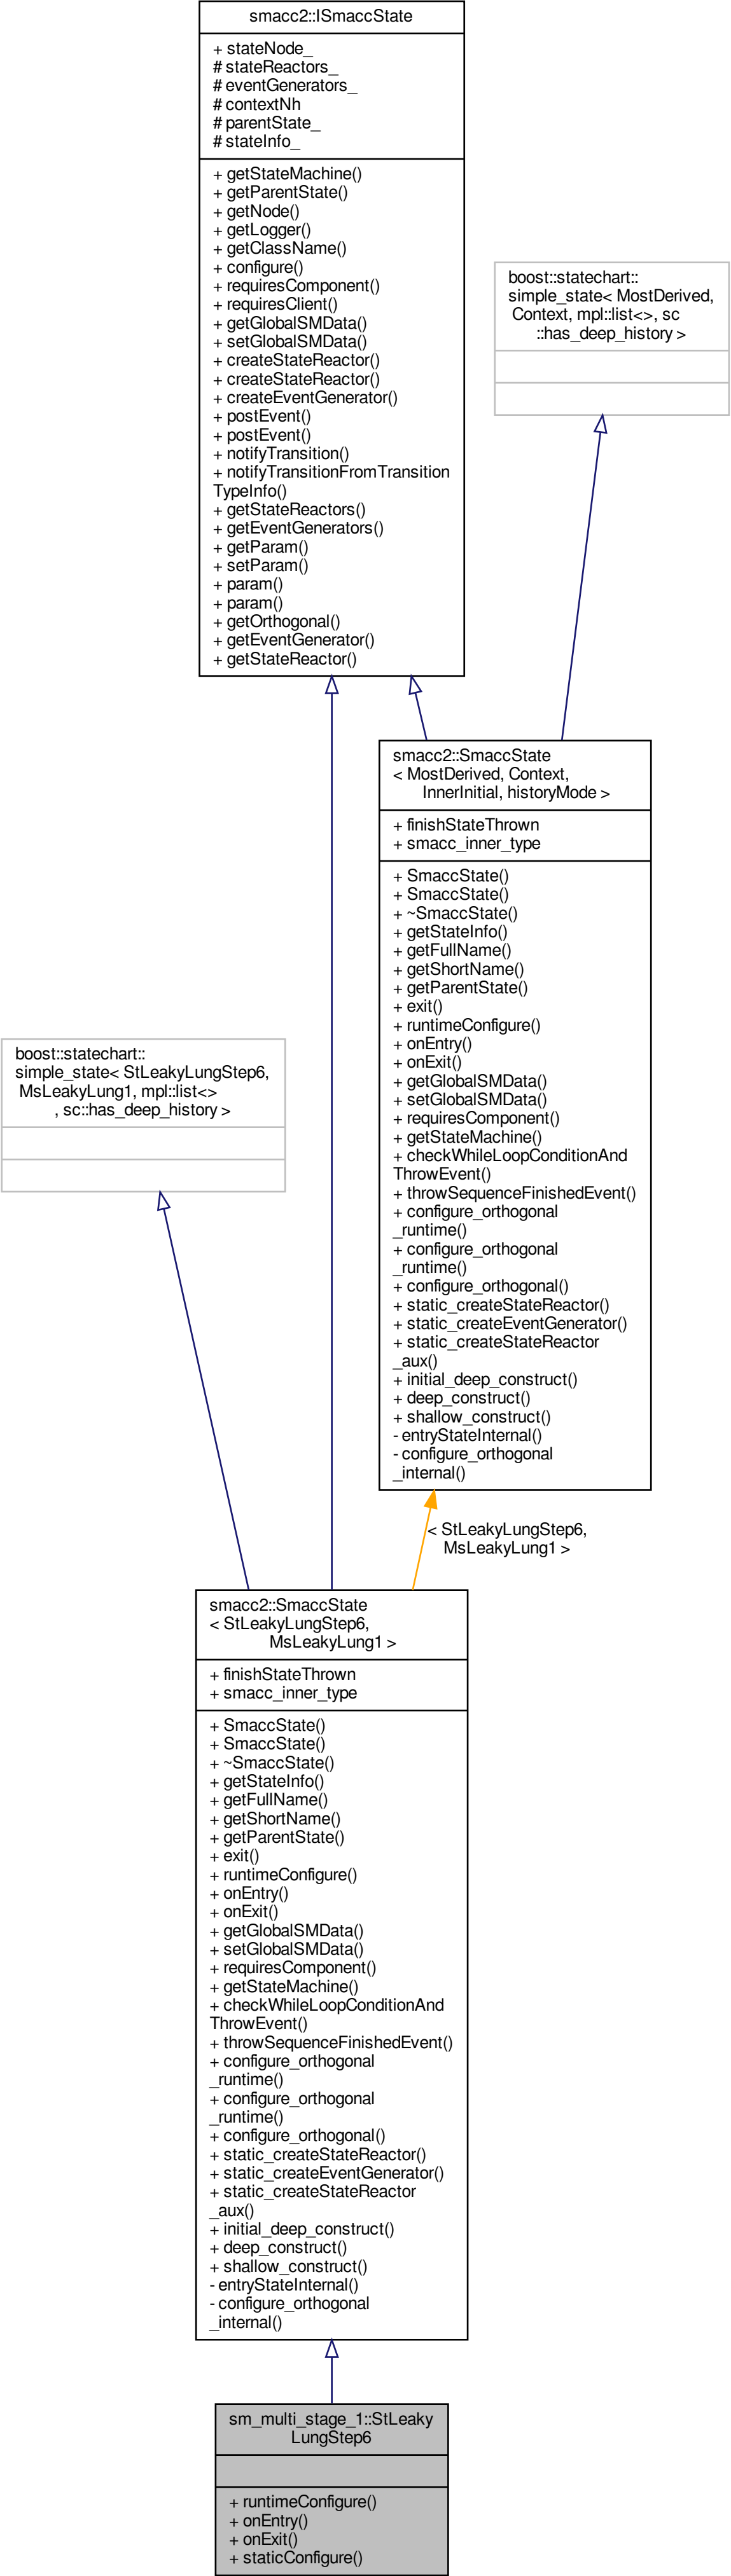 smacc2::ISmaccState
+ stateNode_
# stateReactors_
# eventGenerators_
# contextNh
# parentState_
# stateInfo_
+ getStateMachine()
+ getParentState()
+ getNode()
+ getLogger()
+ getClassName()
+ configure()
+ requiresComponent()
+ requiresClient()
+ getGlobalSMData()
+ setGlobalSMData()
+ createStateReactor()
+ createStateReactor()
+ createEventGenerator()
+ postEvent()
+ postEvent()
+ notifyTransition()
+ notifyTransitionFromTransition
TypeInfo()
+ getStateReactors()
+ getEventGenerators()
+ getParam()
+ setParam()
+ param()
+ param()
+ getOrthogonal()
+ getEventGenerator()
+ getStateReactor()
boost::statechart::
simple_state< MostDerived,
Context, mpl::list<>, sc
::has_deep_history >
smacc2::SmaccState
< MostDerived, Context,
InnerInitial, historyMode >
+ finishStateThrown
+ smacc_inner_type
+ SmaccState()
+ SmaccState()
+ ~SmaccState()
+ getStateInfo()
+ getFullName()
+ getShortName()
+ getParentState()
+ exit()
+ runtimeConfigure()
+ onEntry()
+ onExit()
+ getGlobalSMData()
+ setGlobalSMData()
+ requiresComponent()
+ getStateMachine()
+ checkWhileLoopConditionAnd
ThrowEvent()
+ throwSequenceFinishedEvent()
+ configure_orthogonal
_runtime()
+ configure_orthogonal
_runtime()
+ configure_orthogonal()
+ static_createStateReactor()
+ static_createEventGenerator()
+ static_createStateReactor
_aux()
+ initial_deep_construct()
+ deep_construct()
+ shallow_construct()
- entryStateInternal()
- configure_orthogonal
_internal()
boost::statechart::
simple_state< StLeakyLungStep6,
MsLeakyLung1, mpl::list<>
, sc::has_deep_history >
< StLeakyLungStep6,
MsLeakyLung1 >
smacc2::SmaccState
< StLeakyLungStep6,
MsLeakyLung1 >
+ finishStateThrown
+ smacc_inner_type
+ SmaccState()
+ SmaccState()
+ ~SmaccState()
+ getStateInfo()
+ getFullName()
+ getShortName()
+ getParentState()
+ exit()
+ runtimeConfigure()
+ onEntry()
+ onExit()
+ getGlobalSMData()
+ setGlobalSMData()
+ requiresComponent()
+ getStateMachine()
+ checkWhileLoopConditionAnd
ThrowEvent()
+ throwSequenceFinishedEvent()
+ configure_orthogonal
_runtime()
+ configure_orthogonal
_runtime()
+ configure_orthogonal()
+ static_createStateReactor()
+ static_createEventGenerator()
+ static_createStateReactor
_aux()
+ initial_deep_construct()
+ deep_construct()
+ shallow_construct()
- entryStateInternal()
- configure_orthogonal
_internal()
sm_multi_stage_1::StLeaky
LungStep6
+ runtimeConfigure()
+ onEntry()
+ onExit()
+ staticConfigure()